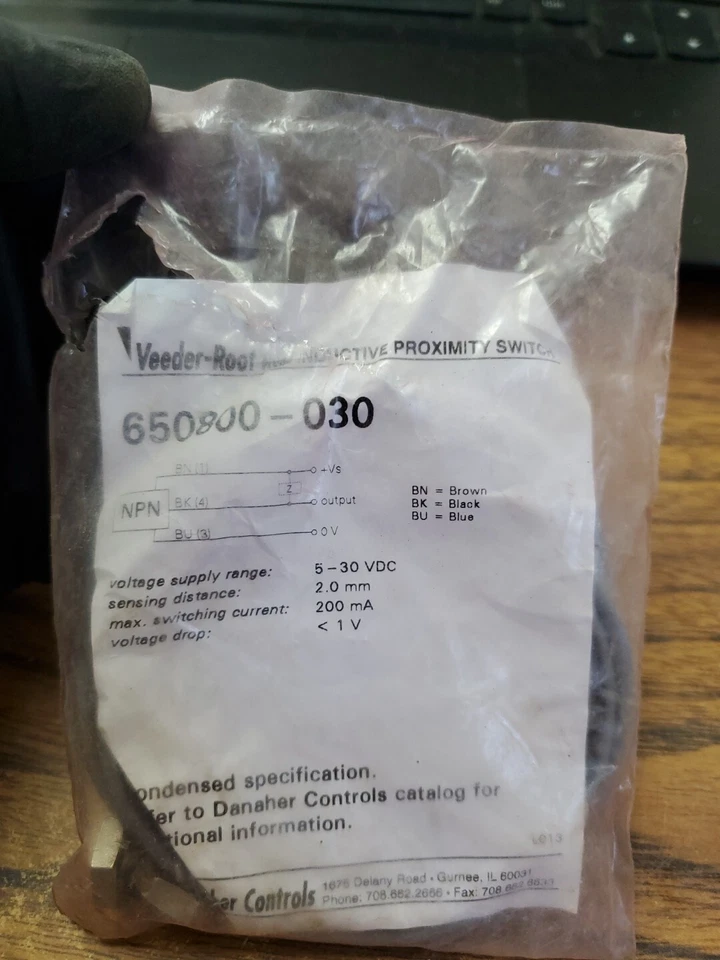 Veeder-Root INDUCTIVE PROXIMITY SWITCH
650800-030
BN (1) +Vs
Z
NPN BK (4) output
BU (3) 0 V
BN = Brown
BK = Black
BU = Blue
voltage supply range: 5-30 VDC
sensing distance: 2.0 mm
max. switching current: 200 mA
voltage drop: < 1 V
ondensed specification.
fer to Danaher Controls catalog for
tional information.
her Controls 1675 Delany Road • Gurnee, IL 60031
Phone: 708.662.2666 • Fax: 708